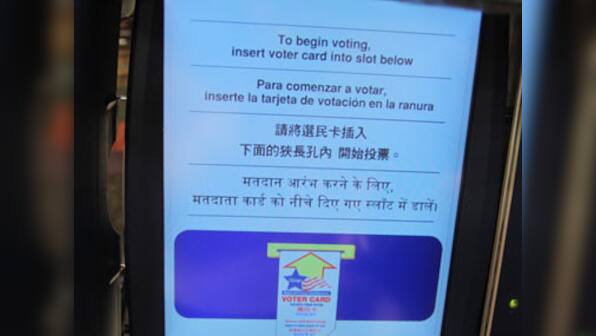 To begin voting,
insert voter card into slot below
Para comenzar a votar,
inserte la tarjeta de votación en la ranura
請將選民卡插入
下面的狹長孔內 開始投票。
मतदान आरंभ करने के लिए,
मतदाता कार्ड को नीचे दिए गए स्लॉट में डालें।
VOTER CARD